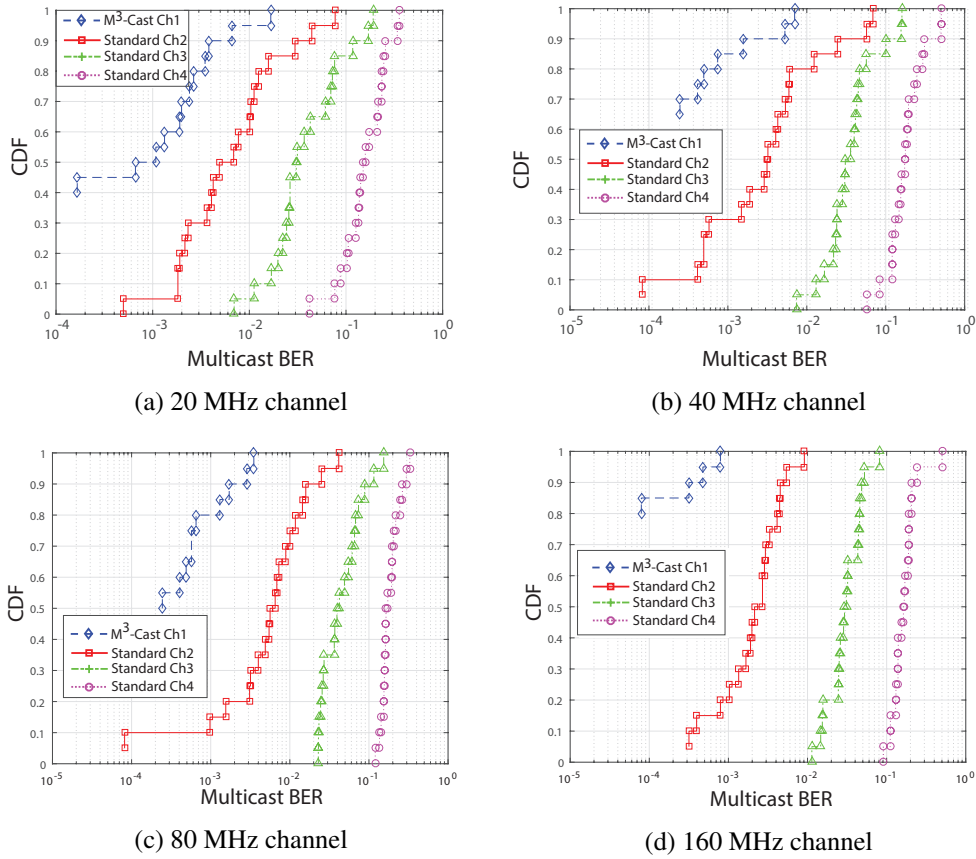 1
0.9
0.8
0.7
0.6
0.5
0.4
0.3
0.2
0.1
0
CDF
M³-Cast Ch1
Standard Ch2
Standard Ch3
Standard Ch4
10⁻⁴ 10⁻³ 10⁻² 10⁻¹ 10⁰
Multicast BER
(a) 20 MHz channel
1
0.9
0.8
0.7
0.6
0.5
0.4
0.3
0.2
0.1
0
CDF
M³-Cast Ch1
Standard Ch2
Standard Ch3
Standard Ch4
10⁻⁵ 10⁻⁴ 10⁻³ 10⁻² 10⁻¹ 10⁰
Multicast BER
(b) 40 MHz channel
1
0.9
0.8
0.7
0.6
0.5
0.4
0.3
0.2
0.1
0
CDF
M³-Cast Ch1
Standard Ch2
Standard Ch3
Standard Ch4
10⁻⁵ 10⁻⁴ 10⁻³ 10⁻² 10⁻¹ 10⁰
Multicast BER
(c) 80 MHz channel
1
0.9
0.8
0.7
0.6
0.5
0.4
0.3
0.2
0.1
0
CDF
M³-Cast Ch1
Standard Ch2
Standard Ch3
Standard Ch4
10⁻⁵ 10⁻⁴ 10⁻³ 10⁻² 10⁻¹ 10⁰
Multicast BER
(d) 160 MHz channel